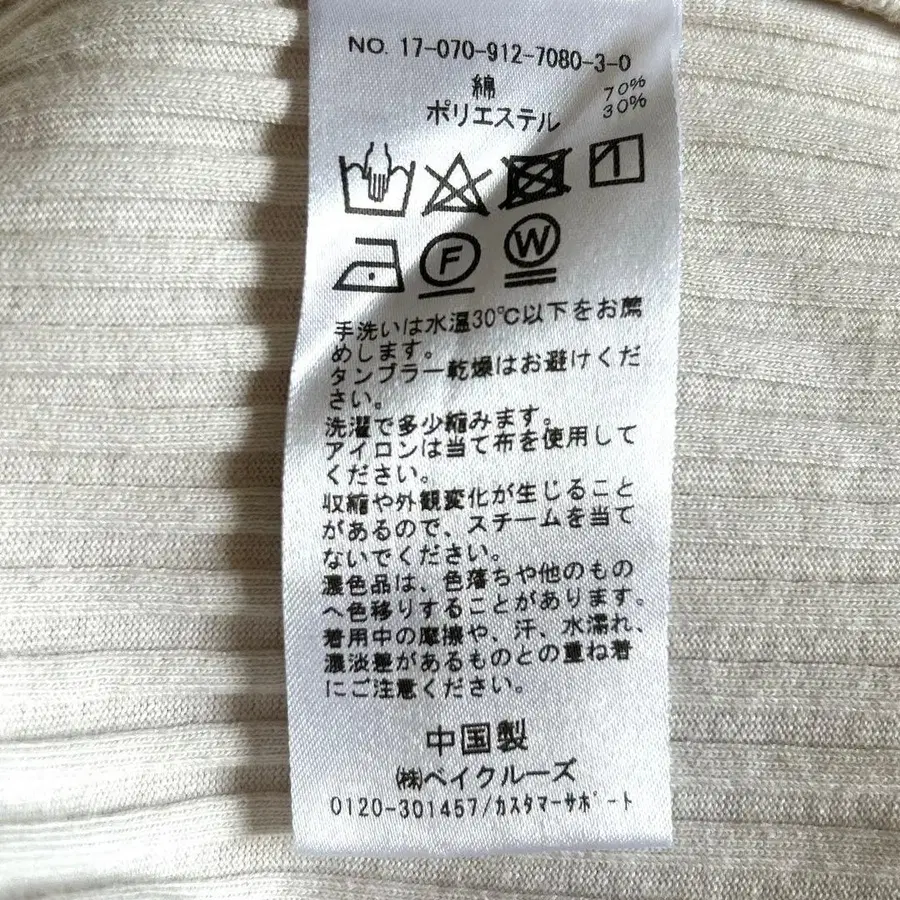 NO. 17-070-912-7080-3-0
綿 70%
ポリエステル 30%
F W
手洗いは水温30℃以下をお薦
めします。
タンブラー乾燥はお避けくだ
さい。
洗濯で多少縮みます。
アイロンは当て布を使用して
ください。
収縮や外観変化が生じること
があるので、スチームを当て
ないでください。
濃色品は、色落ちや他のもの
へ色移りすることがあります。
着用中の摩擦や、汗、水濡れ、
濃淡差があるものとの重ね着
にご注意ください。
中国製
㈱ベイクルーズ
0120-301457/カスタマーサポート